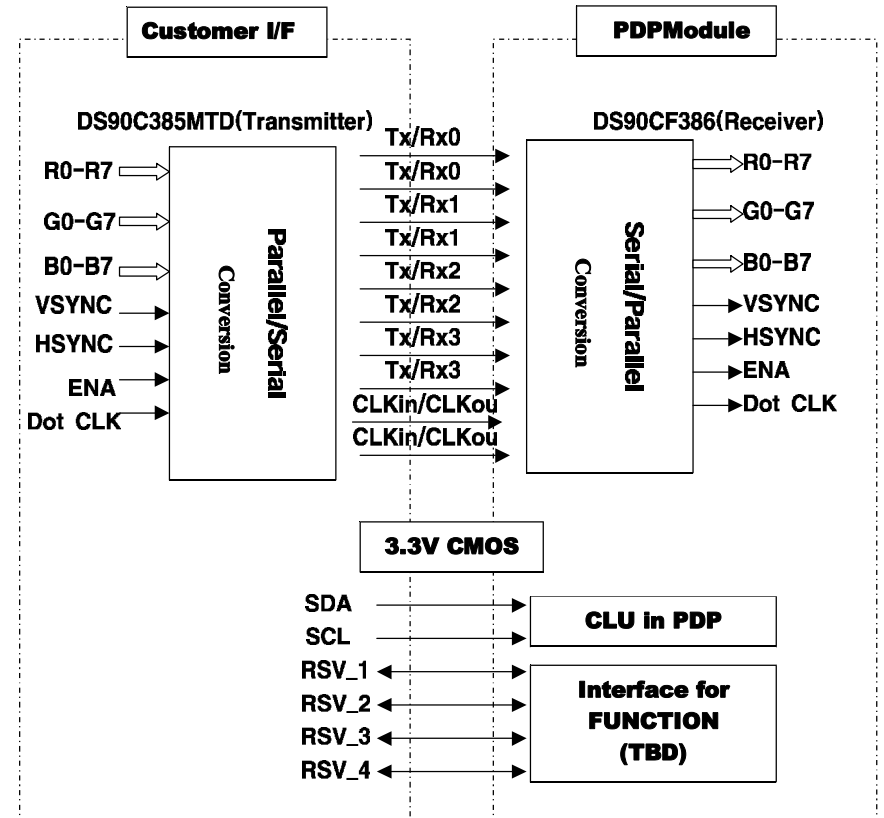 Customer I/F
PDPModule
DS90C385MTD(Transmitter)
DS90CF386(Receiver)
R0-R7
G0-G7
B0-B7
VSYNC
HSYNC
ENA
Dot CLK
Parallel/Serial
Conversion
Tx/Rx0
Tx/Rx0
Tx/Rx1
Tx/Rx1
Tx/Rx2
Tx/Rx2
Tx/Rx3
Tx/Rx3
CLKin/CLKou
CLKin/CLKou
Serial/Parallel
Conversion
R0-R7
G0-G7
B0-B7
VSYNC
HSYNC
ENA
Dot CLK
3.3V CMOS
SDA
SCL
RSV_1
RSV_2
RSV_3
RSV_4
CLU in PDP
Interface for
FUNCTION
(TBD)